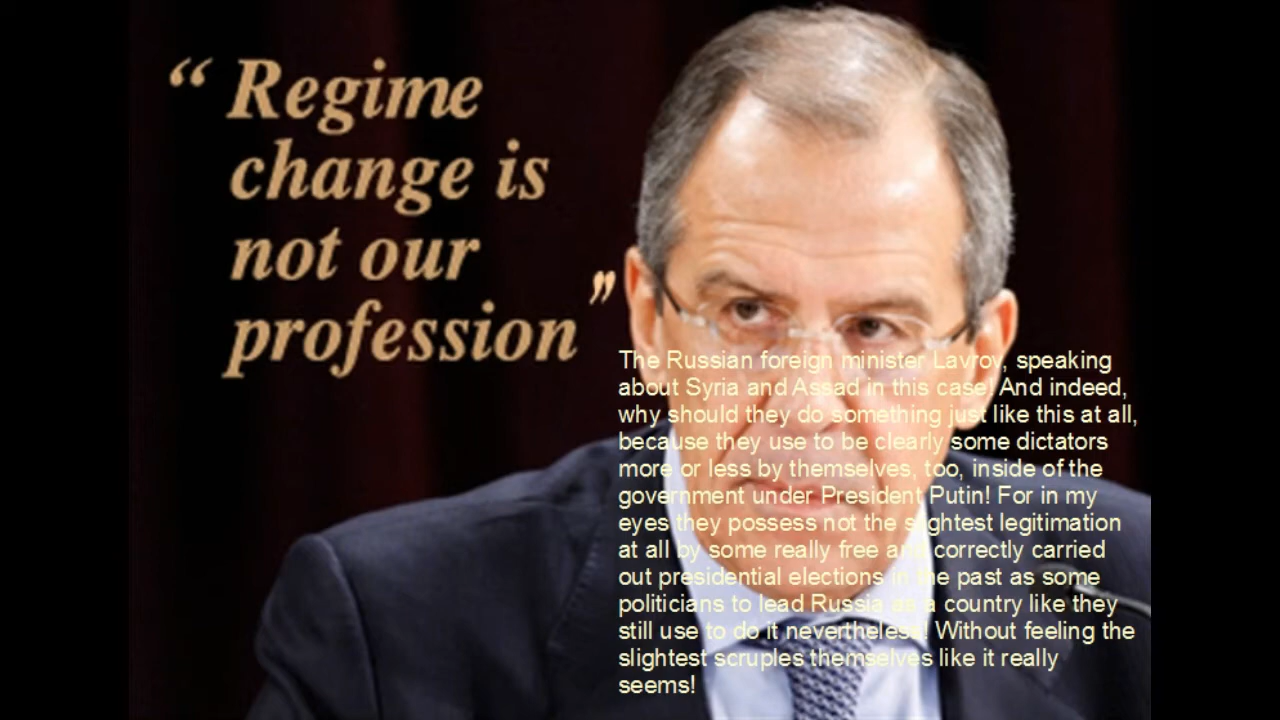 “ Regime
change is
not our
profession ”
The Russian foreign minister Lavrov, speaking
about Syria and Assad in this case! And indeed,
why should they do something just like this at all,
because they use to be clearly some dictators
more or less by themselves, too, inside of the
government under President Putin! For in my
eyes they possess not the slightest legitimation
at all by some really free and correctly carried
out presidential elections in the past as some
politicians to lead Russia as a country like they
still use to do it nevertheless! Without feeling the
slightest scruples themselves like it really
seems!